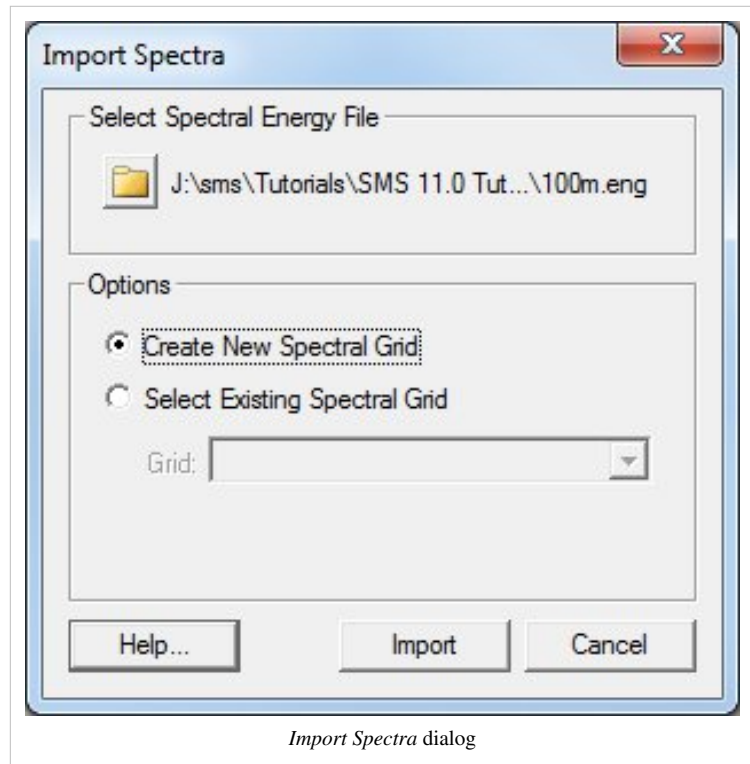 Import Spectra
Select Spectral Energy File
J:\sms\Tutorials\SMS 11.0 Tut...\100m.eng
Options
Create New Spectral Grid
Select Existing Spectral Grid
Grid:
Help...
Import
Cancel
Import Spectra dialog